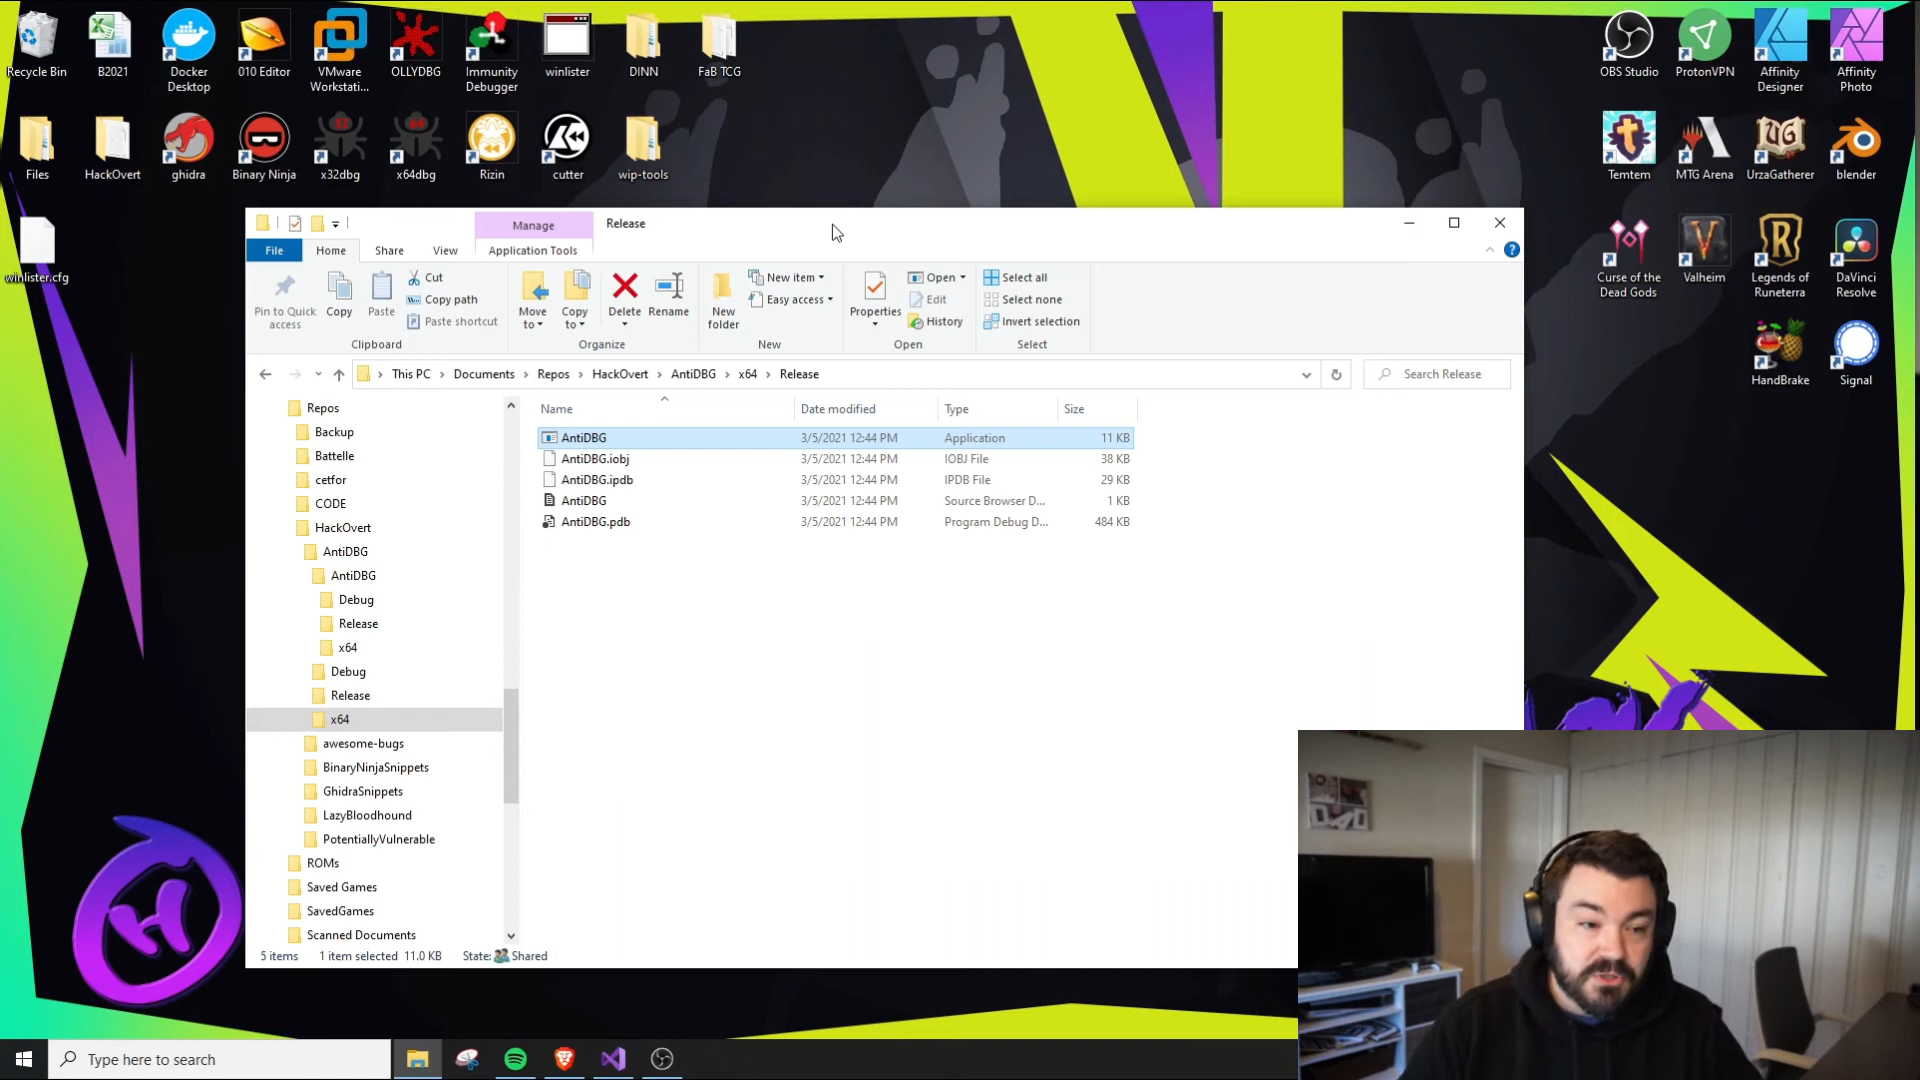 Recycle Bin
B2021
Docker Desktop
010 Editor
VMware Workstati...
OLLYDBG
Immunity Debugger
winlister
DINN
FaB TCG
OBS Studio
ProtonVPN
Affinity Designer
Affinity Photo
Files
HackOvert
ghidra
Binary Ninja
32
x32dbg
64
x64dbg
Rizin
cutter
wip-tools
Temtem
MTG Arena
UrzaGatherer
blender
winlister.cfg
Curse of the Dead Gods
Valheim
Legends of Runeterra
DaVinci Resolve
HandBrake
Signal
Manage
Release
File
Home
Share
View
Application Tools
Pin to Quick access
Copy
Paste
Cut
Copy path
Paste shortcut
Clipboard
Move to
Copy to
Delete
Rename
Organize
New folder
New item
Easy access
New
Properties
Open
Edit
History
Open
Select all
Select none
Invert selection
Select
This PC > Documents > Repos > HackOvert > AntiDBG > x64 > Release
Search Release
Repos
Backup
Battelle
cetfor
CODE
HackOvert
AntiDBG
AntiDBG
Debug
Release
x64
Debug
Release
x64
awesome-bugs
BinaryNinjaSnippets
GhidraSnippets
LazyBloodhound
PotentiallyVulnerable
ROMs
Saved Games
SavedGames
Scanned Documents
Name Date modified Type Size
AntiDBG 3/5/2021 12:44 PM Application 11 KB
AntiDBG.iobj 3/5/2021 12:44 PM IOBJ File 38 KB
AntiDBG.ipdb 3/5/2021 12:44 PM IPDB File 29 KB
AntiDBG 3/5/2021 12:44 PM Source Browser D... 1 KB
AntiDBG.pdb 3/5/2021 12:44 PM Program Debug D... 484 KB
5 items 1 item selected 11.0 KB State: Shared
DAD
Type here to search